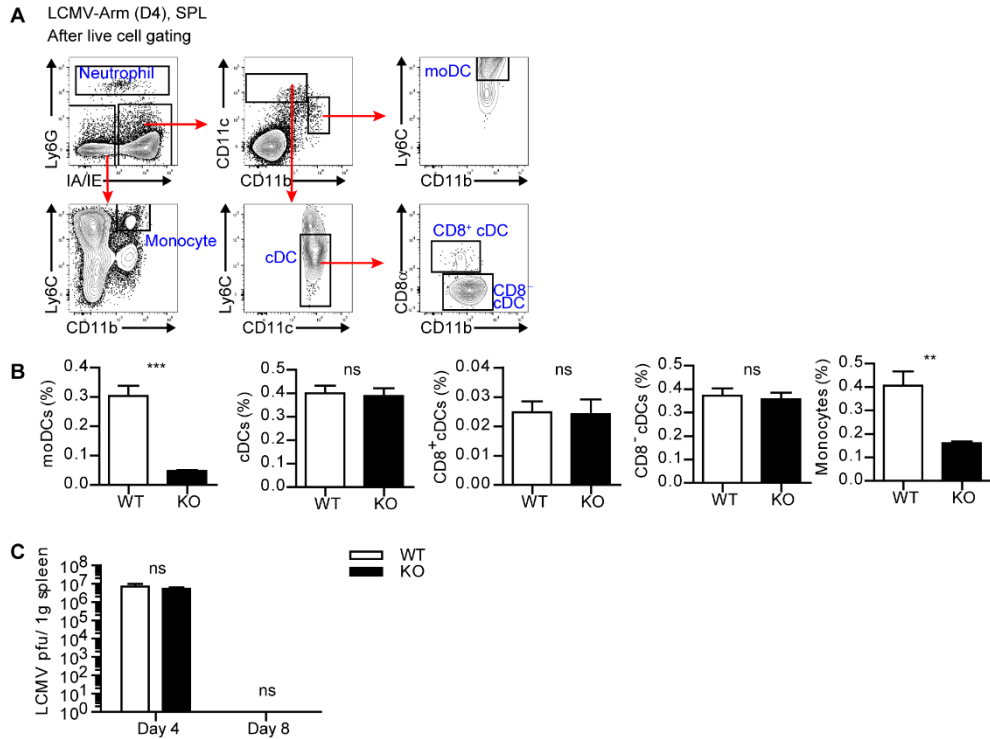 A
LCMV-Arm (D4), SPL
After live cell gating
Neutrophil
Ly6G
IA/IE
CD11c
CD11b
moDC
Ly6C
CD11b
Monocyte
Ly6C
CD11b
cDC
Ly6C
CD11c
CD8⁺ cDC
CD8⁻
cDC
CD8α
CD11b
B
moDCs (%)
0.4
0.3
0.2
0.1
0.0
***
WT
KO
cDCs (%)
0.5
0.4
0.3
0.2
0.1
0.0
ns
WT
KO
CD8⁺ cDCs (%)
0.04
0.03
0.02
0.01
0.00
ns
WT
KO
CD8⁻ cDCs (%)
0.5
0.4
0.3
0.2
0.1
0.0
ns
WT
KO
Monocytes (%)
0.5
0.4
0.3
0.2
0.1
0.0
**
WT
KO
C
LCMV pfu/ 1g spleen
10⁸
10⁷
10⁶
10⁵
10⁴
10³
10²
10¹
10⁰
ns
ns
Day 4
Day 8
WT
KO